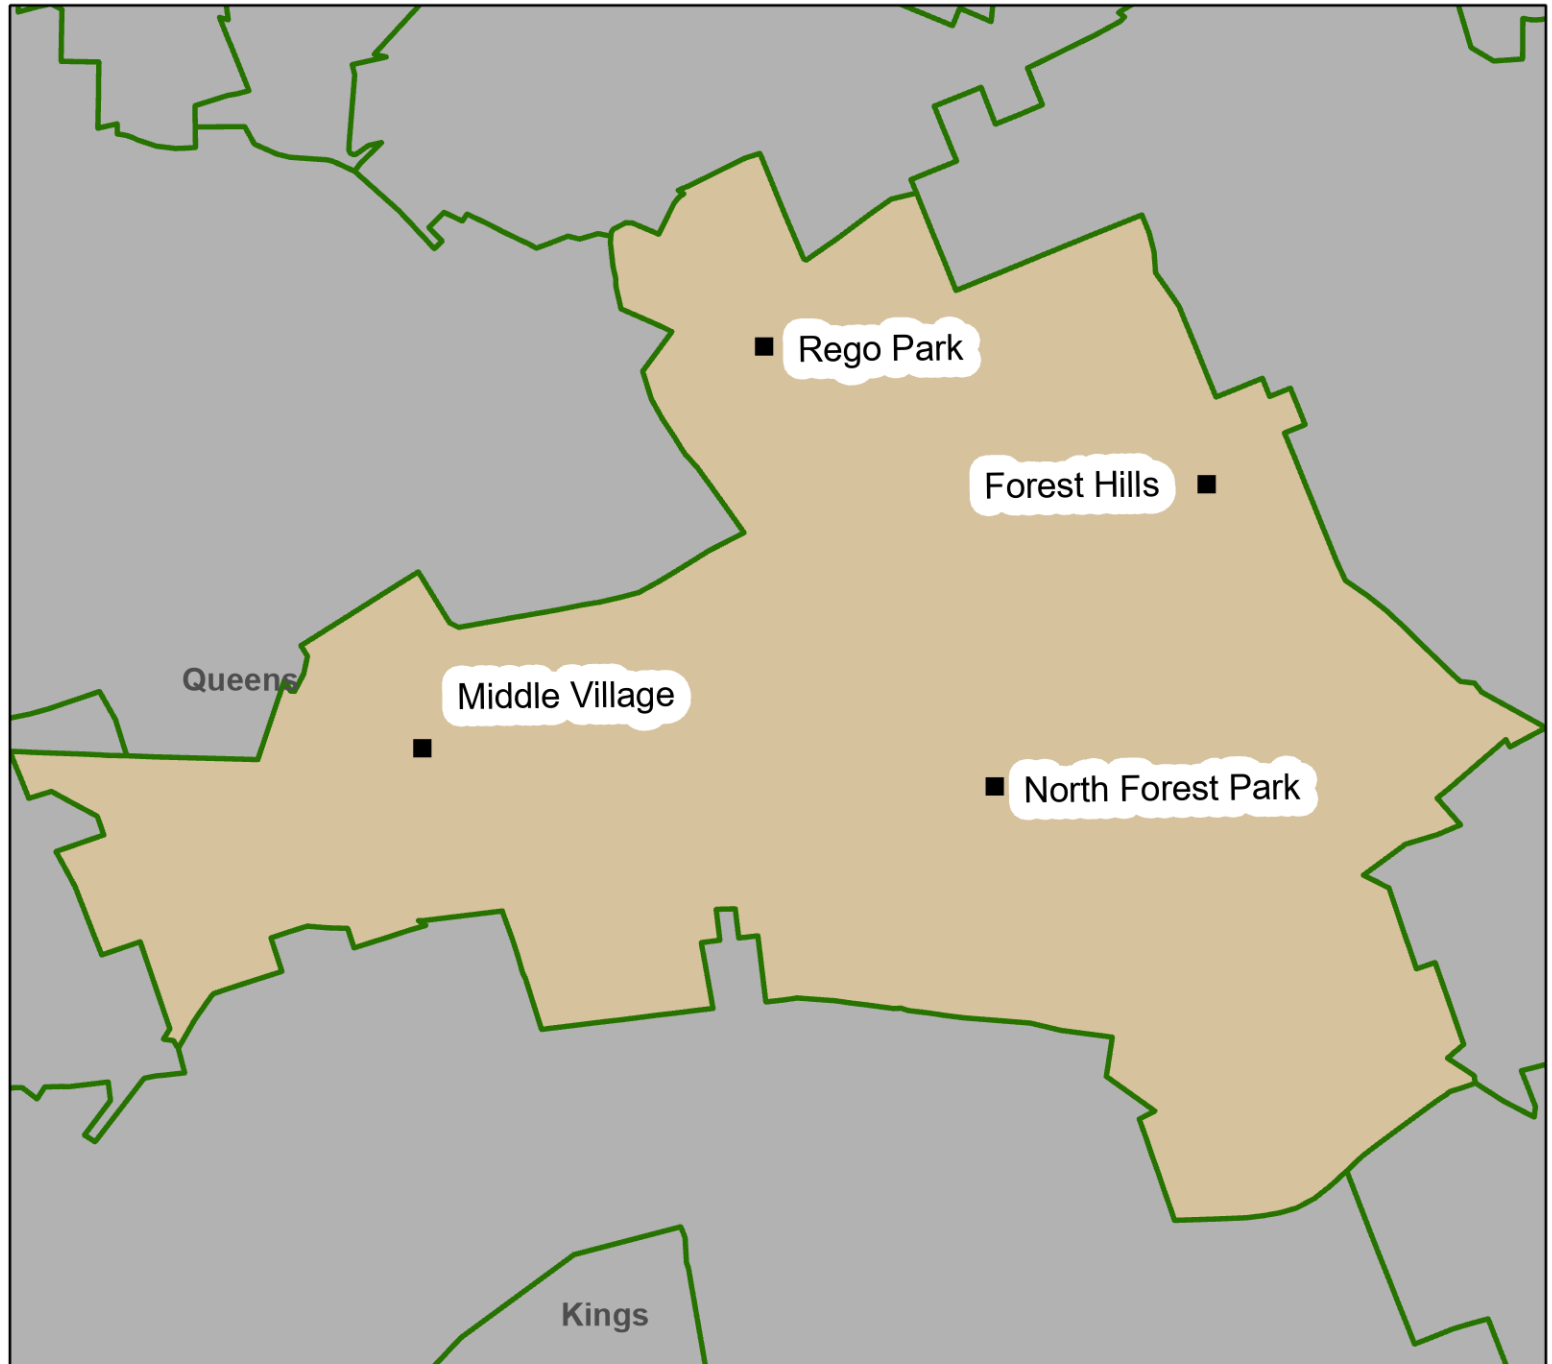 Rego Park
Forest Hills
Queens
Middle Village
North Forest Park
Kings